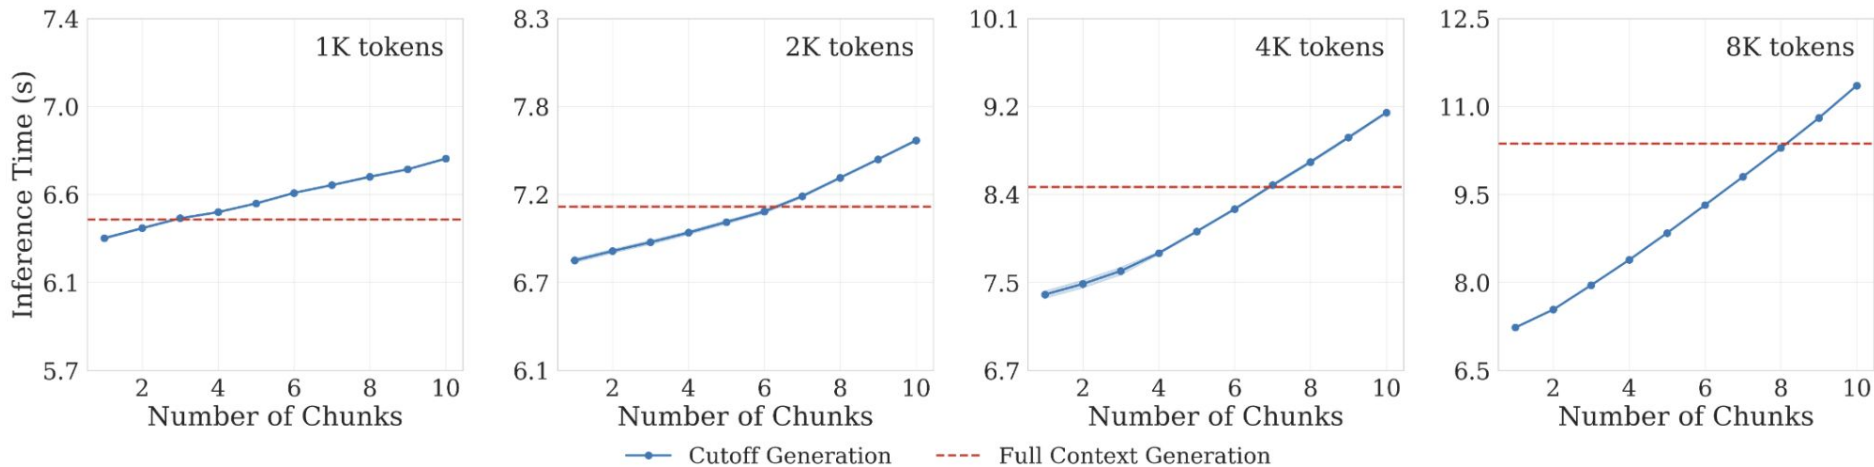 Inference Time (s)
7.4
7.0
6.6
6.1
5.7
1K tokens
2 4 6 8 10
Number of Chunks
8.3
7.8
7.2
6.7
6.1
2K tokens
2 4 6 8 10
Number of Chunks
10.1
9.2
8.4
7.5
6.7
4K tokens
2 4 6 8 10
Number of Chunks
12.5
11.0
9.5
8.0
6.5
8K tokens
2 4 6 8 10
Number of Chunks
Cutoff Generation Full Context Generation